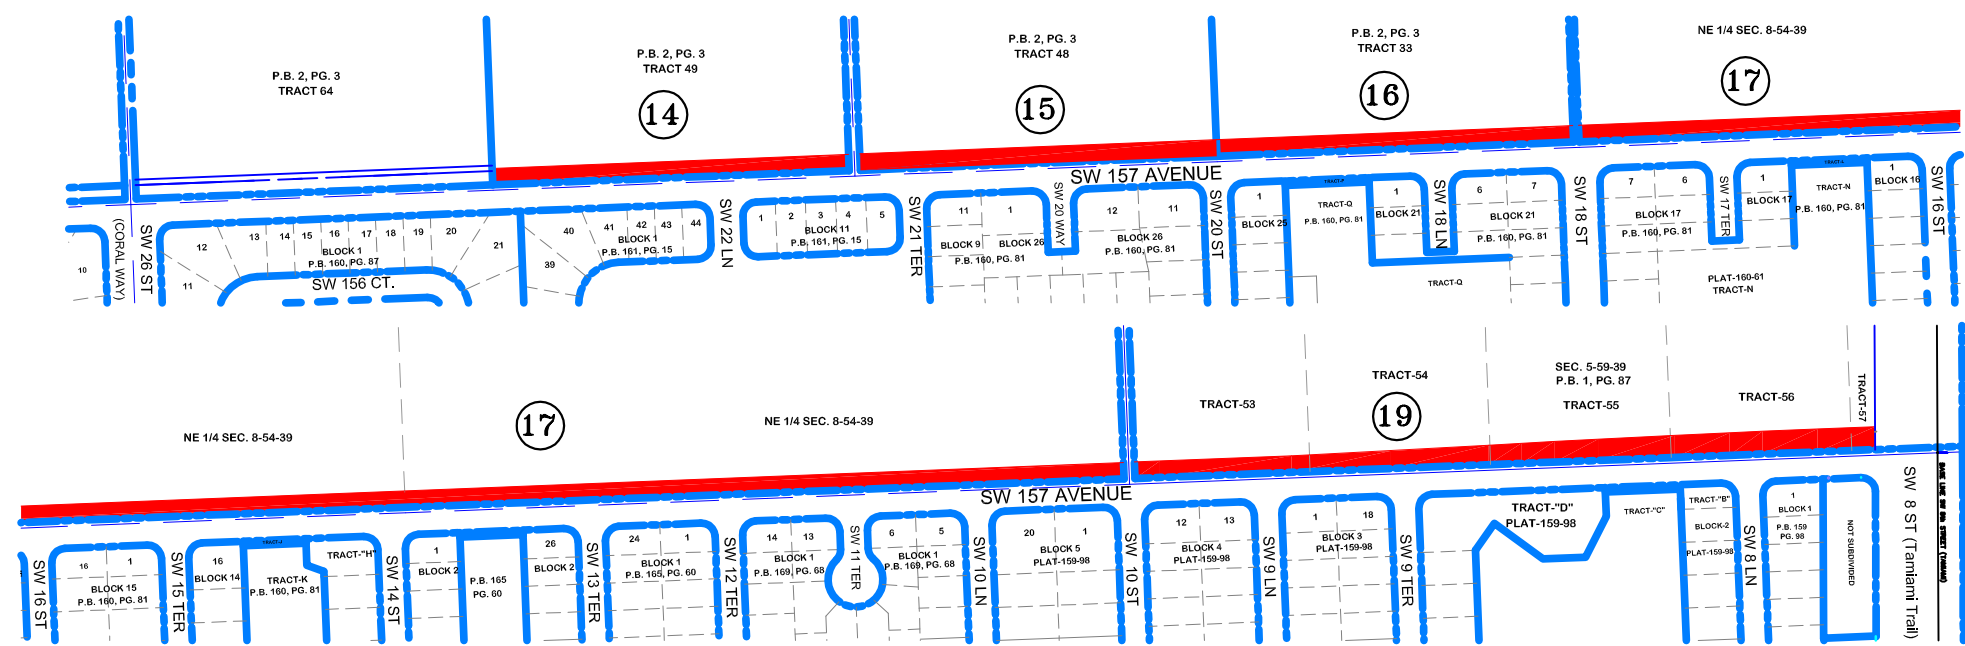 P.B. 2, PG. 3
TRACT 64
P.B. 2, PG. 3
TRACT 49
14
P.B. 2, PG. 3
TRACT 48
15
P.B. 2, PG. 3
TRACT 33
16
NE 1/4 SEC. 8-54-39
17
SW 157 AVENUE
10
(CORAL WAY)
SW 26 ST
12
11
13
14
15
16
17
18
19
20
21
BLOCK 1
P.B. 160, PG. 87
SW 156 CT.
39
40
41
42
43
44
BLOCK 1
P.B. 161, PG. 15
SW 22 LN
1
2
3
4
5
BLOCK 11
P.B. 161, PG. 15
SW 21 TER
11
1
BLOCK 9
BLOCK 26
P.B. 160, PG. 81
SW 20 WAY
12
11
BLOCK 26
P.B. 160, PG. 81
SW 20 ST
1
BLOCK 25
TRACT-P
TRACT-Q
P.B. 160, PG. 81
1
BLOCK 21
SW 18 LN
TRACT-Q
6
7
BLOCK 21
P.B. 160, PG. 81
SW 18 ST
7
6
BLOCK 17
P.B. 160, PG. 81
SW 17 TER
1
BLOCK 17
TRACT-L
TRACT-N
P.B. 160, PG. 81
PLAT-160-61
TRACT-N
1
BLOCK 16
SW 16 ST
NE 1/4 SEC. 8-54-39
17
NE 1/4 SEC. 8-54-39
TRACT-53
TRACT-54
19
SEC. 5-59-39
P.B. 1, PG. 87
TRACT-55
TRACT-56
TRACT-57
SW 157 AVENUE
SW 16 ST
16
1
BLOCK 15
P.B. 160, PG. 81
SW 15 TER
16
BLOCK 14
TRACT-J
TRACT-K
P.B. 160, PG. 81
TRACT-"H"
SW 14 ST
1
BLOCK 2
P.B. 165
PG. 60
26
BLOCK 2
SW 13 TER
24
1
BLOCK 1
P.B. 165, PG. 60
SW 12 TER
14
13
BLOCK 1
P.B. 169, PG. 68
SW 11 TER
6
5
BLOCK 1
P.B. 169, PG. 68
SW 10 LN
20
1
BLOCK 5
PLAT-159-98
SW 10 ST
12
13
BLOCK 4
PLAT-159-98
SW 9 LN
1
18
BLOCK 3
PLAT-159-98
SW 9 TER
TRACT-"D"
PLAT-159-98
TRACT-"C"
TRACT-"B"
BLOCK-2
PLAT-159-98
SW 8 LN
1
BLOCK 1
P.B. 159
PG. 98
NOT SUBDIVIDED
SW 8 ST (Tamiami Trail)